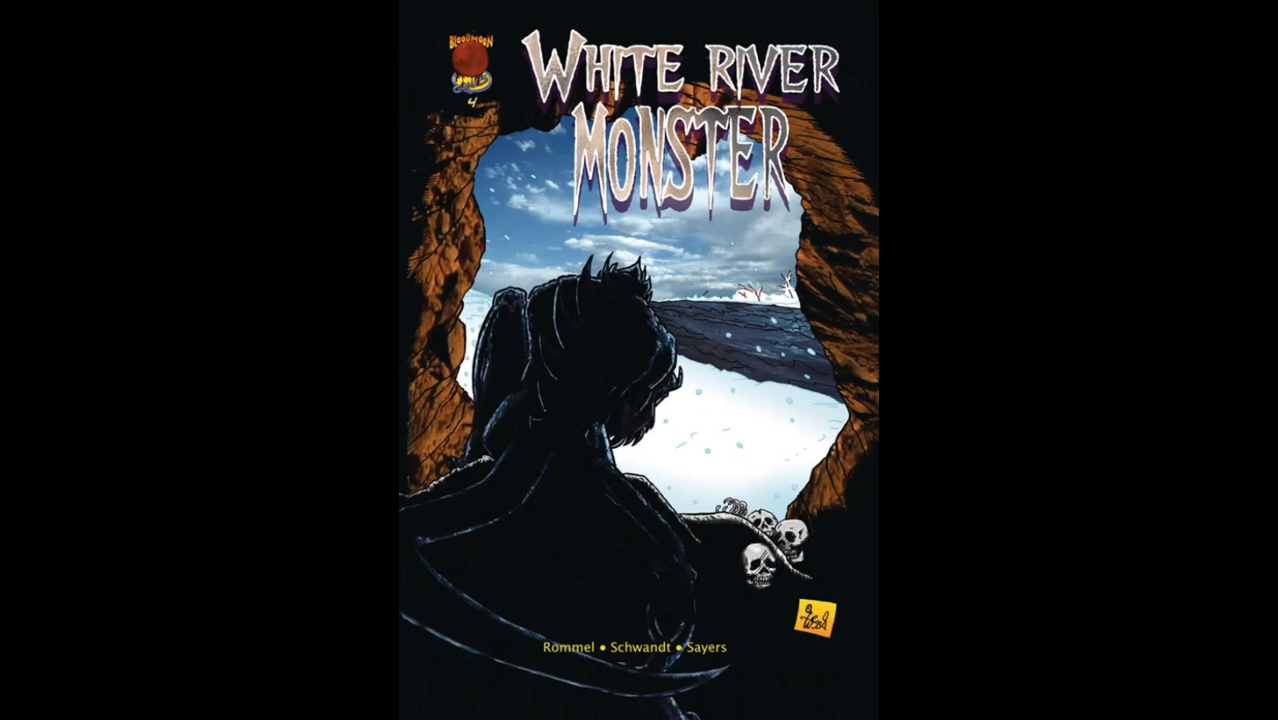 BLOODMOON
4
WHITE RIVER
MONSTER
Rommel • Schwandt • Sayers